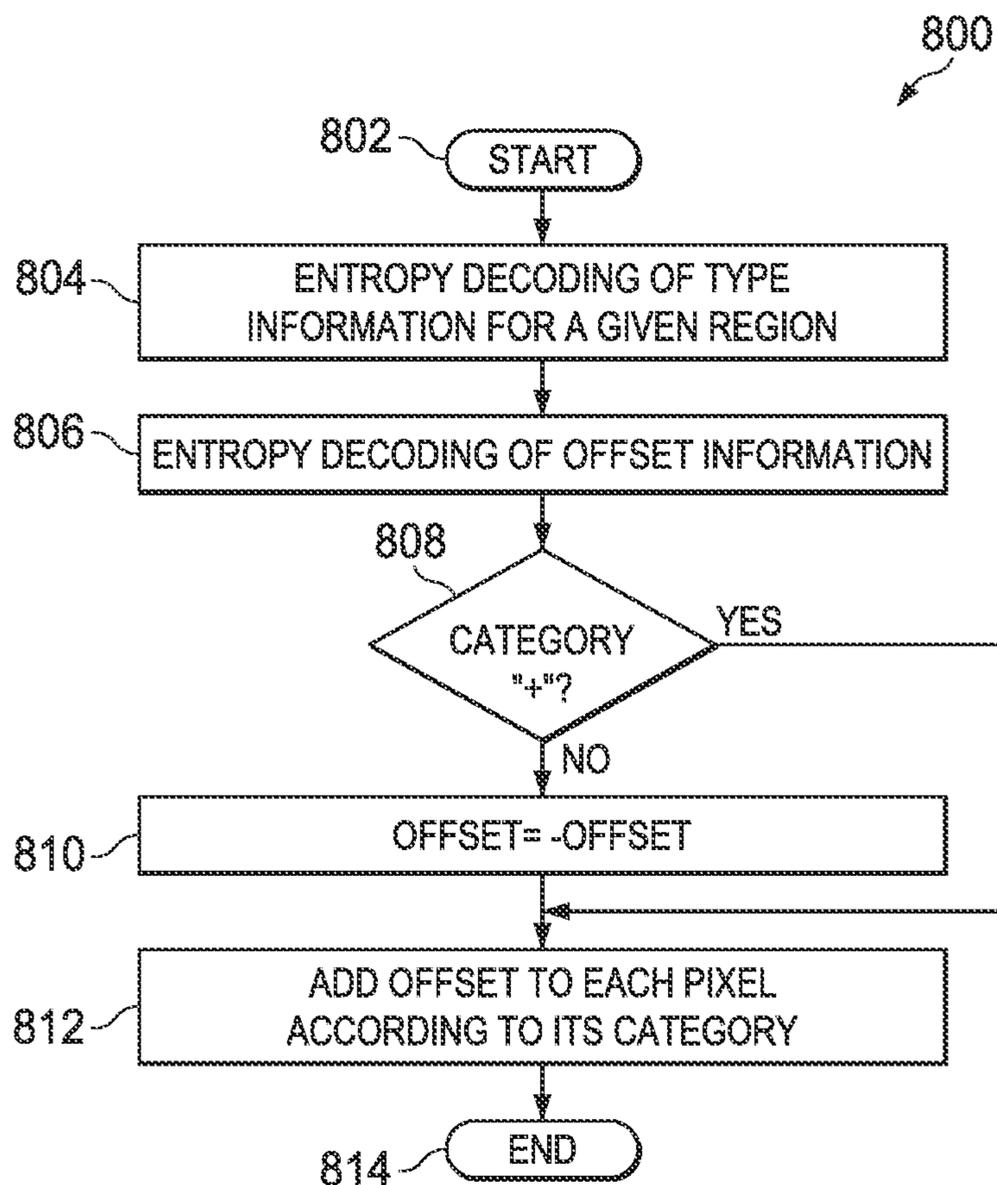 800
802
START
804
ENTROPY DECODING OF TYPE
INFORMATION FOR A GIVEN REGION
806
ENTROPY DECODING OF OFFSET INFORMATION
808
CATEGORY
"+"?
YES
NO
810
OFFSET= -OFFSET
812
ADD OFFSET TO EACH PIXEL
ACCORDING TO ITS CATEGORY
814
END